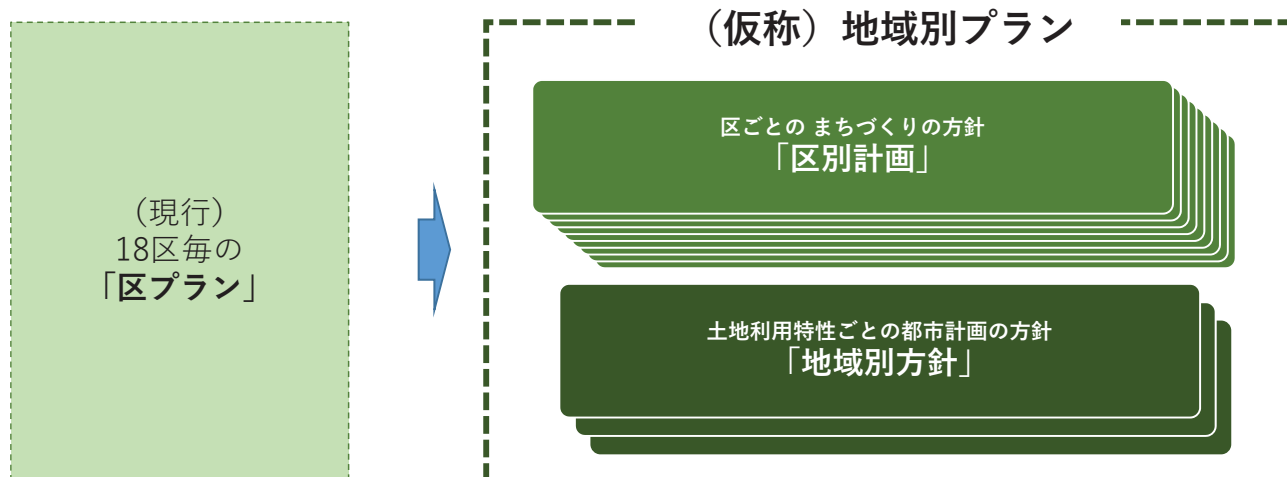 (現行)
18区毎の
「区プラン」
(仮称)地域別プラン
区ごとの まちづくりの方針
「区別計画」
土地利用特性ごとの都市計画の方針
「地域別方針」